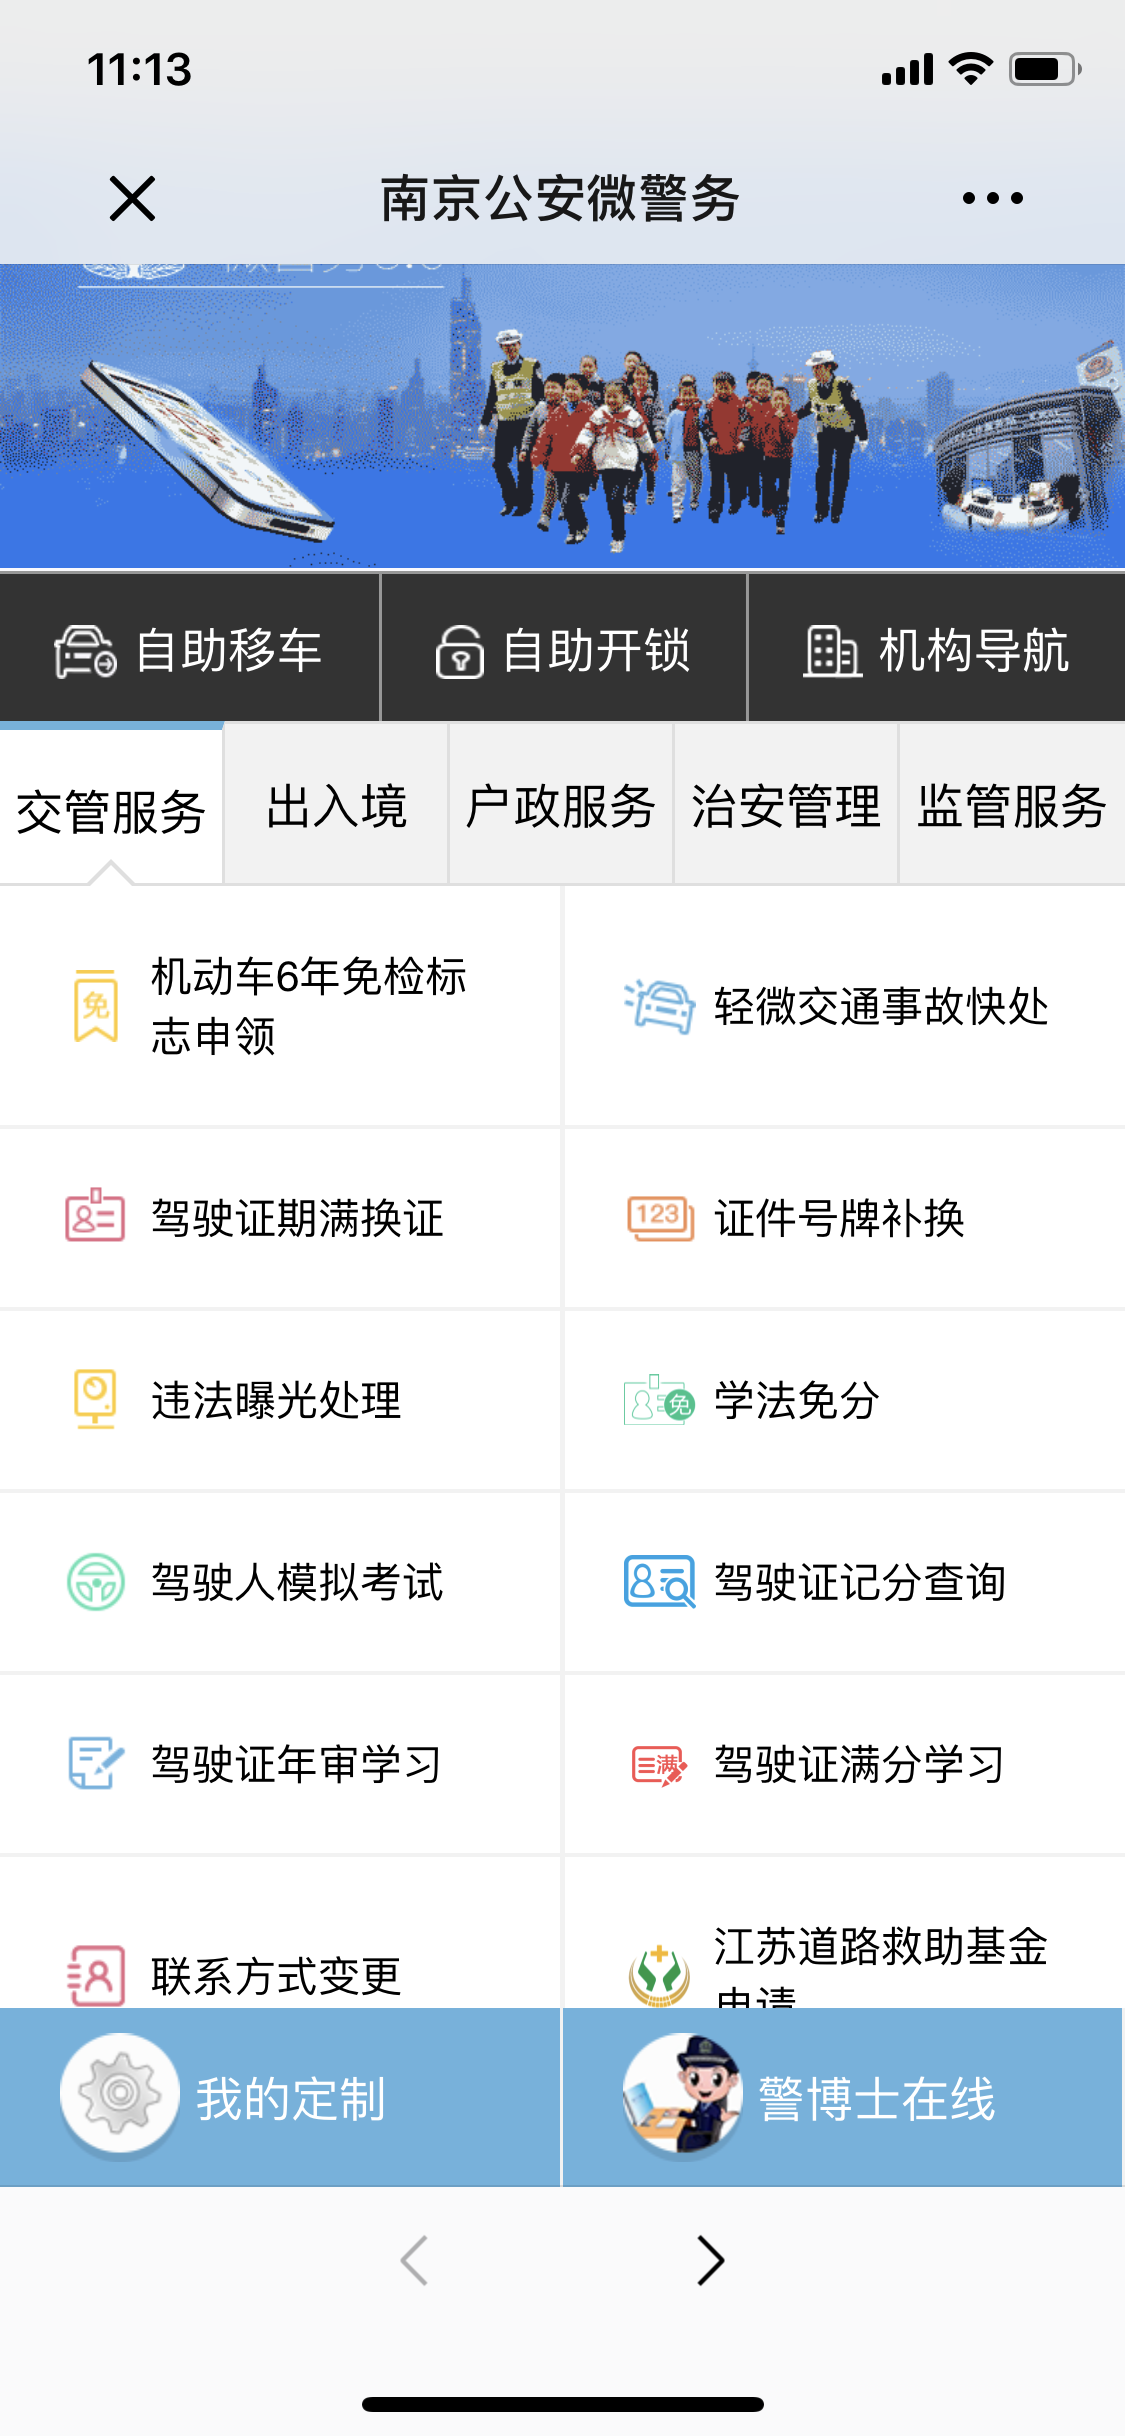 11:13
南京公安微警务
自助移车
自助开锁
机构导航
交管服务
出入境
户政服务
治安管理
监管服务
免
机动车6年免检标
志申领
轻微交通事故快处
驾驶证期满换证
123
证件号牌补换
违法曝光处理
免
学法免分
驾驶人模拟考试
驾驶证记分查询
驾驶证年审学习
满
驾驶证满分学习
联系方式变更
江苏道路救助基金
申请
我的定制
警博士在线